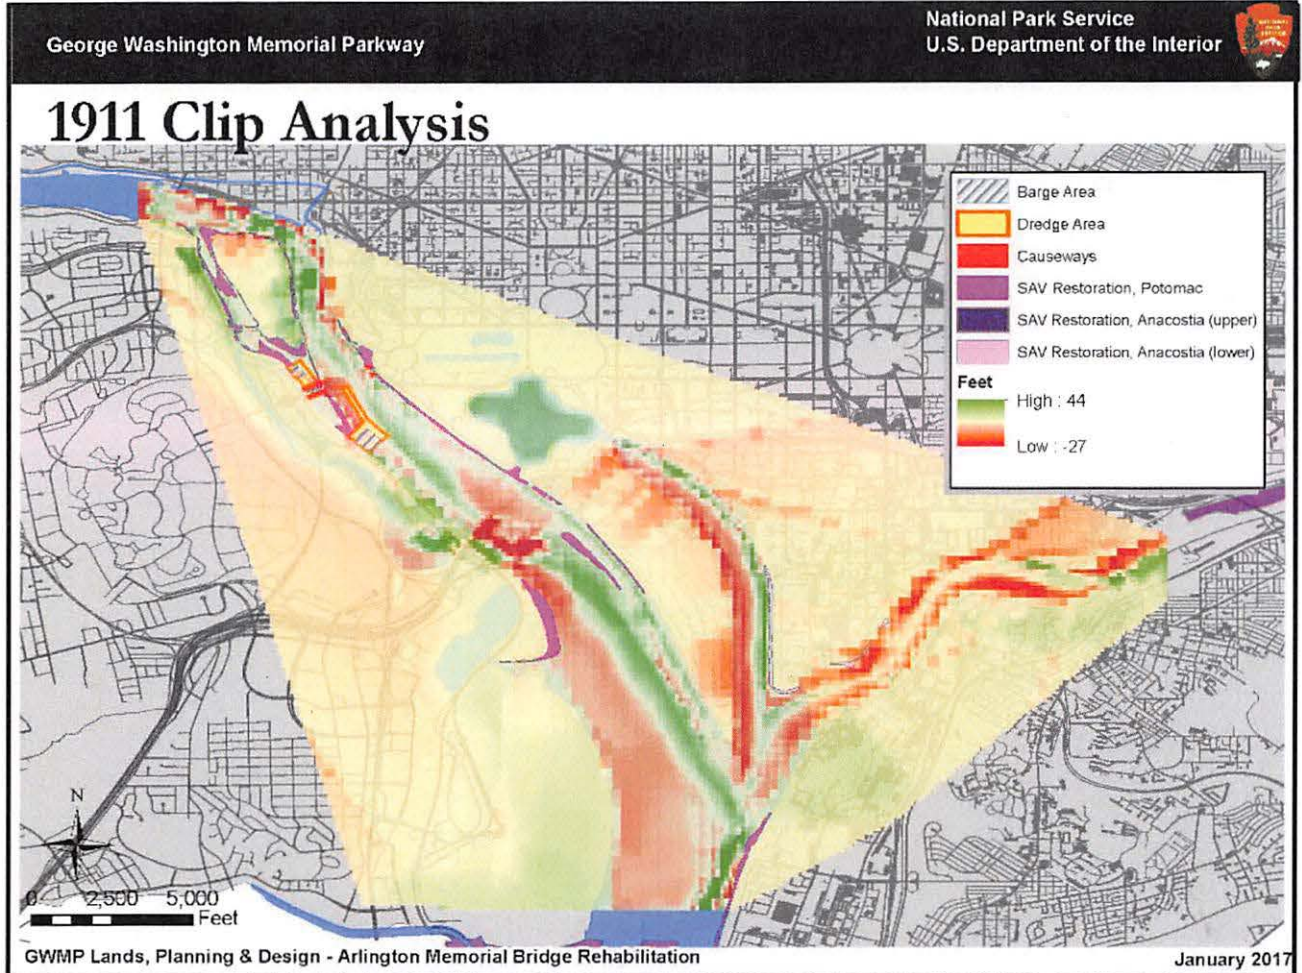 George Washington Memorial Parkway
National Park Service
U.S. Department of the Interior
1911 Clip Analysis
Barge Area
Dredge Area
Causeways
SAV Restoration, Potomac
SAV Restoration, Anacostia (upper)
SAV Restoration, Anacostia (lower)
Feet
High : 44
Low : -27
N
0 2,500 5,000
Feet
GWMP Lands, Planning & Design - Arlington Memorial Bridge Rehabilitation
January 2017